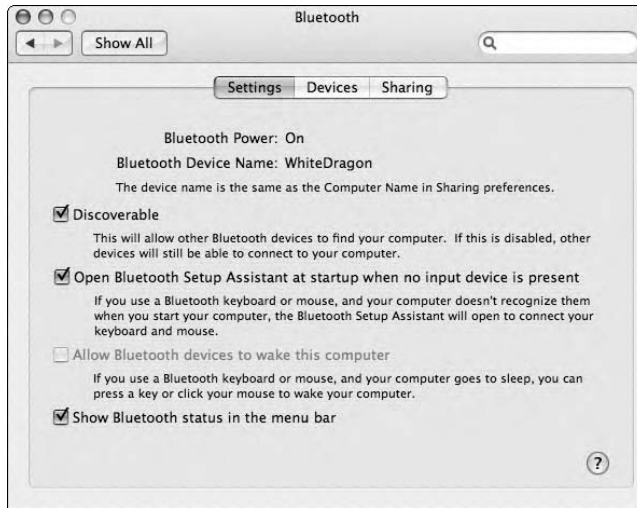 Bluetooth
Show All
Settings Devices Sharing
Bluetooth Power: On
Bluetooth Device Name: WhiteDragon
The device name is the same as the Computer Name in Sharing preferences.
Discoverable
This will allow other Bluetooth devices to find your computer. If this is disabled, other
devices will still be able to connect to your computer.
Open Bluetooth Setup Assistant at startup when no input device is present
If you use a Bluetooth keyboard or mouse, and your computer doesn't recognize them
when you start your computer, the Bluetooth Setup Assistant will open to connect your
keyboard and mouse.
Allow Bluetooth devices to wake this computer
If you use a Bluetooth keyboard or mouse, and your computer goes to sleep, you can
press a key or click your mouse to wake your computer.
Show Bluetooth status in the menu bar
?